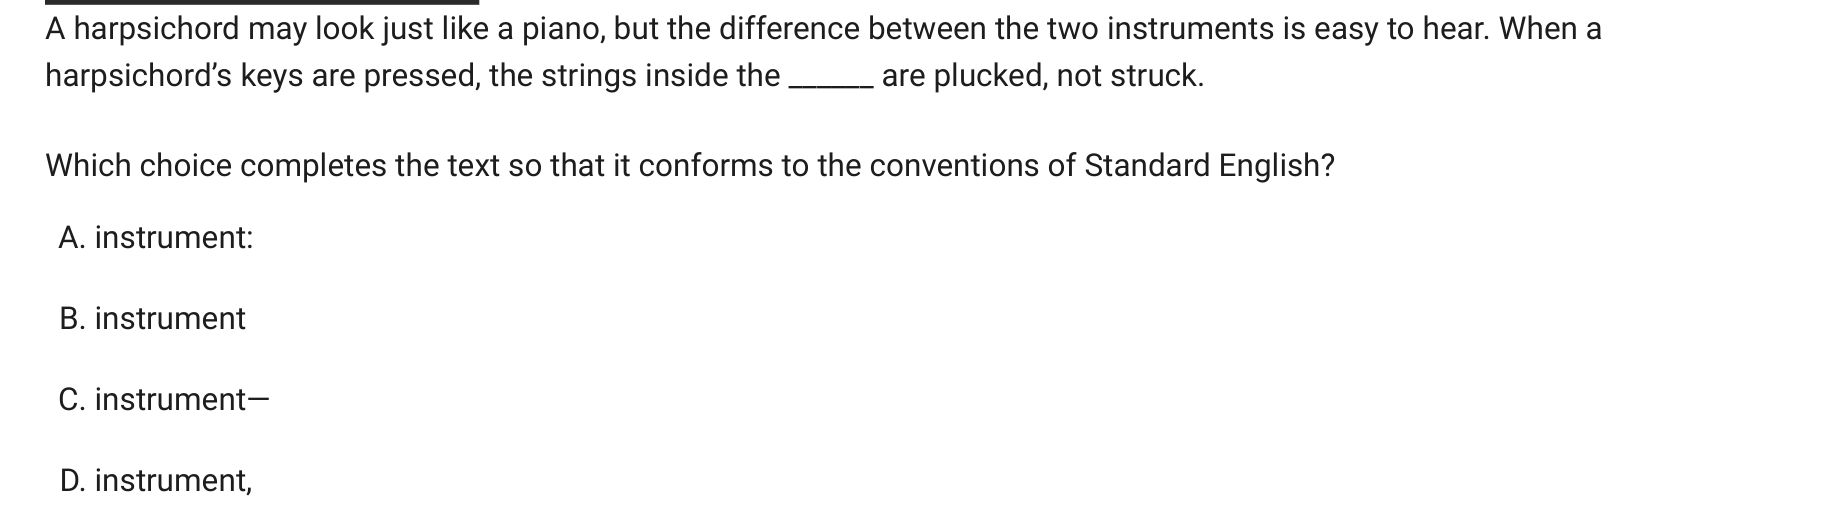 A harpsichord may look just like a piano, but the difference between the two instruments is easy to hear. When a
harpsichord’s keys are pressed, the strings inside the ______ are plucked, not struck.
Which choice completes the text so that it conforms to the conventions of Standard English?
A. instrument:
B. instrument
C. instrument—
D. instrument,